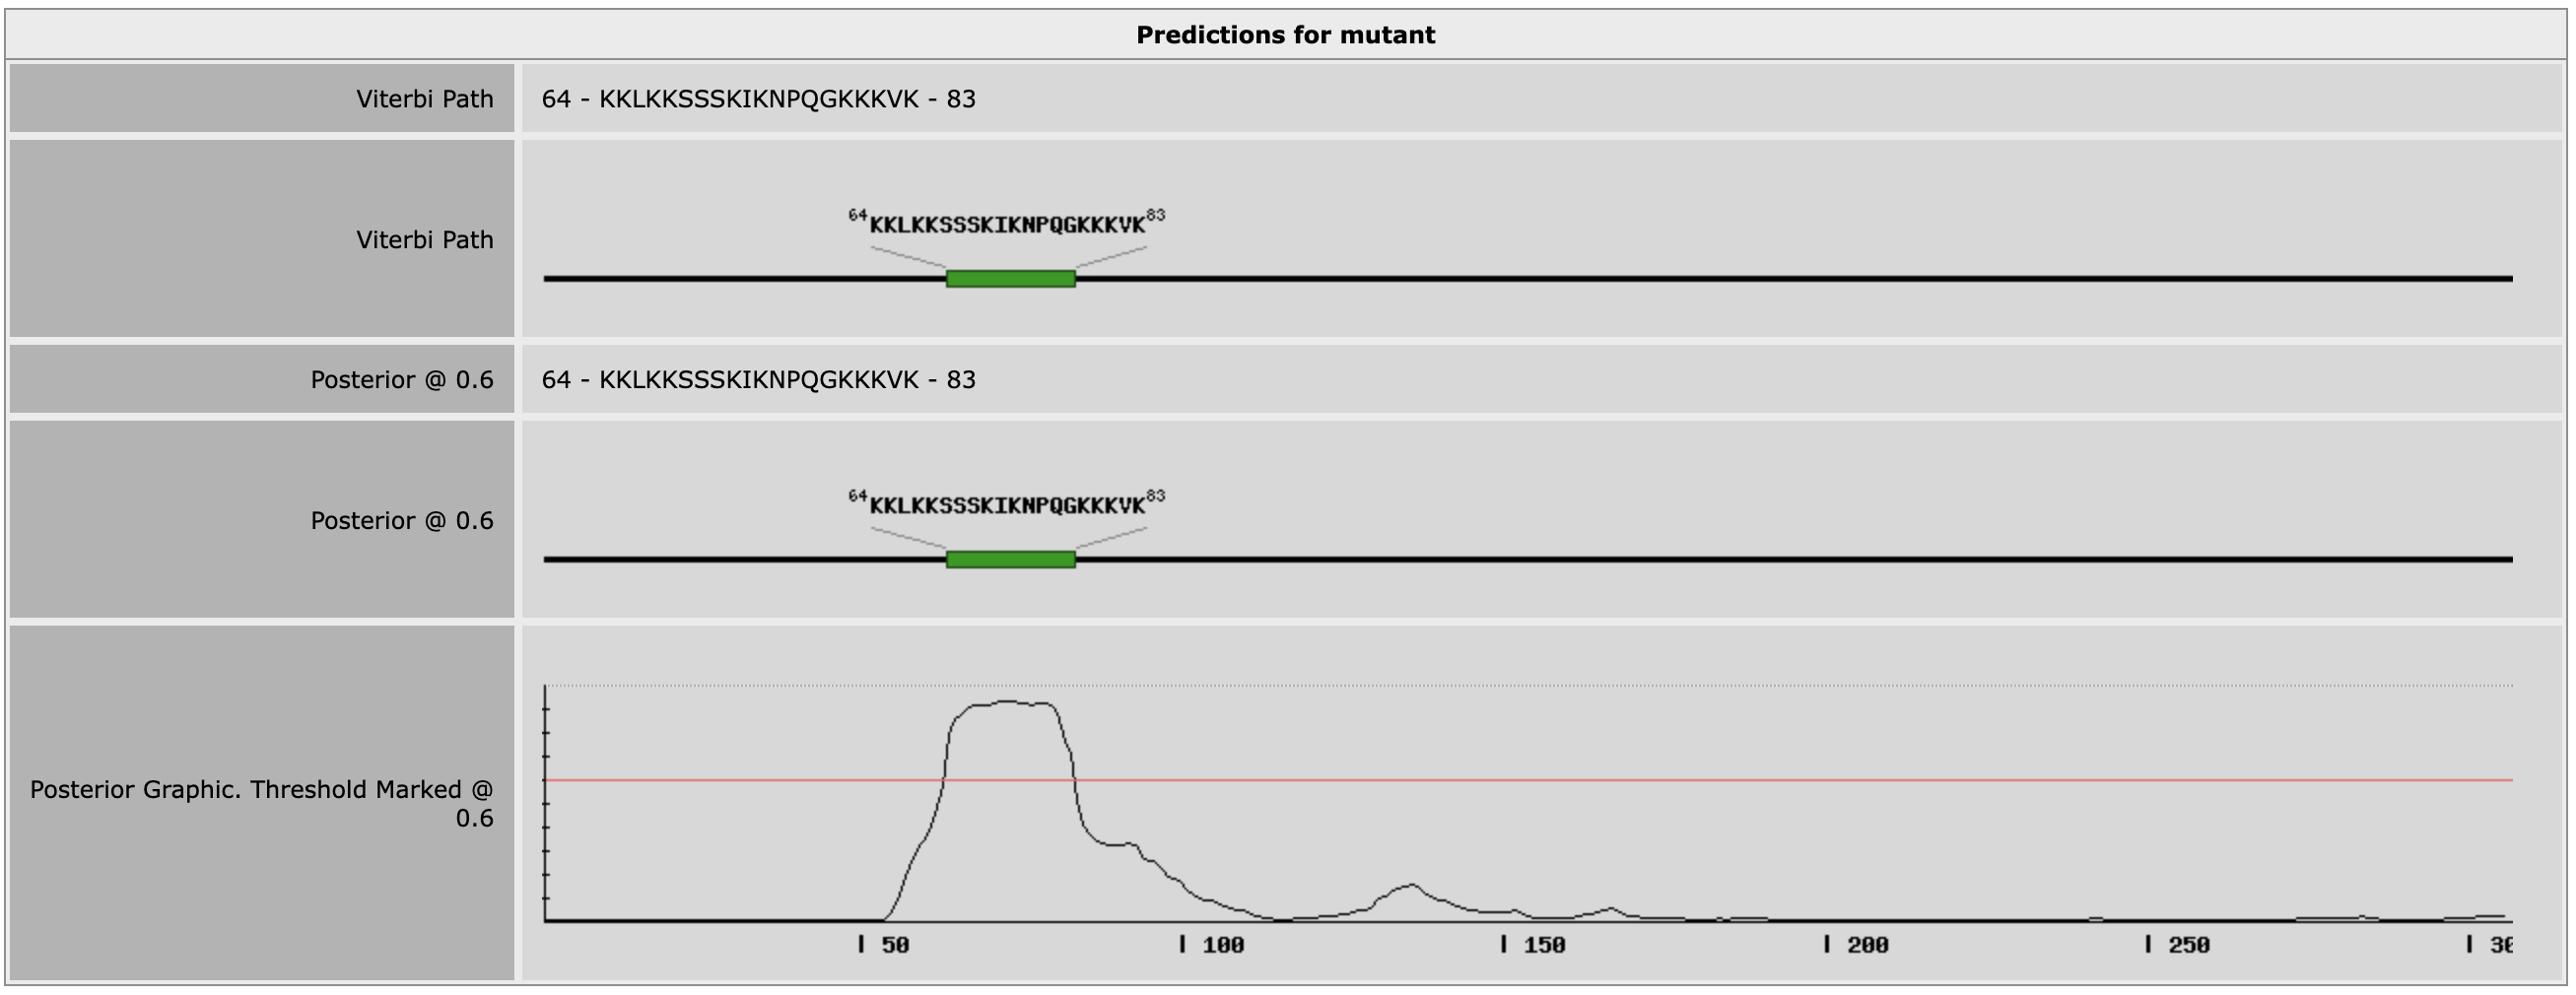 Predictions for mutant
Viterbi Path
64 - KKLKKSSSKIKNPQGKKKVK - 83
Viterbi Path
64KKLKKSSSKIKNPQGKKKVK83
Posterior @ 0.6
64 - KKLKKSSSKIKNPQGKKKVK - 83
Posterior @ 0.6
64KKLKKSSSKIKNPQGKKKVK83
Posterior Graphic. Threshold Marked @
0.6
| 50 | 100 | 150 | 200 | 250 | 30